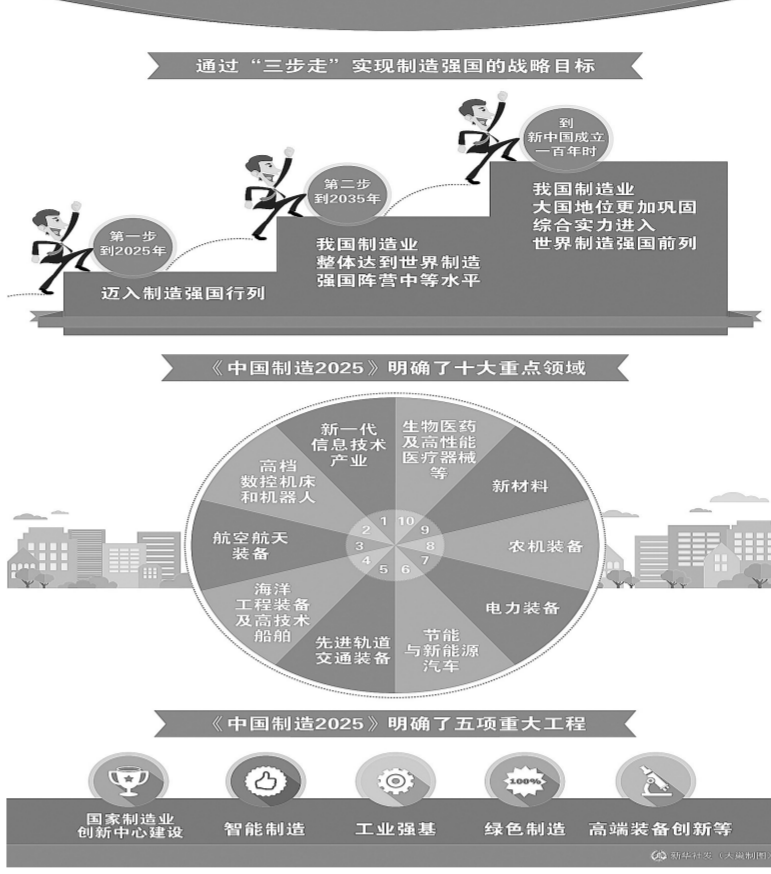 通过“三步走”实现制造强国的战略目标
第一步
到2025年
迈入制造强国行列
第二步
到2035年
我国制造业
整体达到世界制造
强国阵营中等水平
到
新中国成立
一百年时
我国制造业
大国地位更加巩固
综合实力进入
世界制造强国前列
《中国制造2025》明确了十大重点领域
1
新一代
信息技术
产业
2
高档
数控机床
和机器人
3
航空航天
装备
4
海洋
工程装备
及高技术
船舶
5
先进轨道
交通装备
6
节能
与新能源
汽车
7
电力装备
8
农机装备
9
新材料
10
生物医药
及高性能
医疗器械
等
《中国制造2025》明确了五项重大工程
国家制造业
创新中心建设
智能制造
工业强基
100%
绿色制造
高端装备创新等
新华社发（大巢制图）